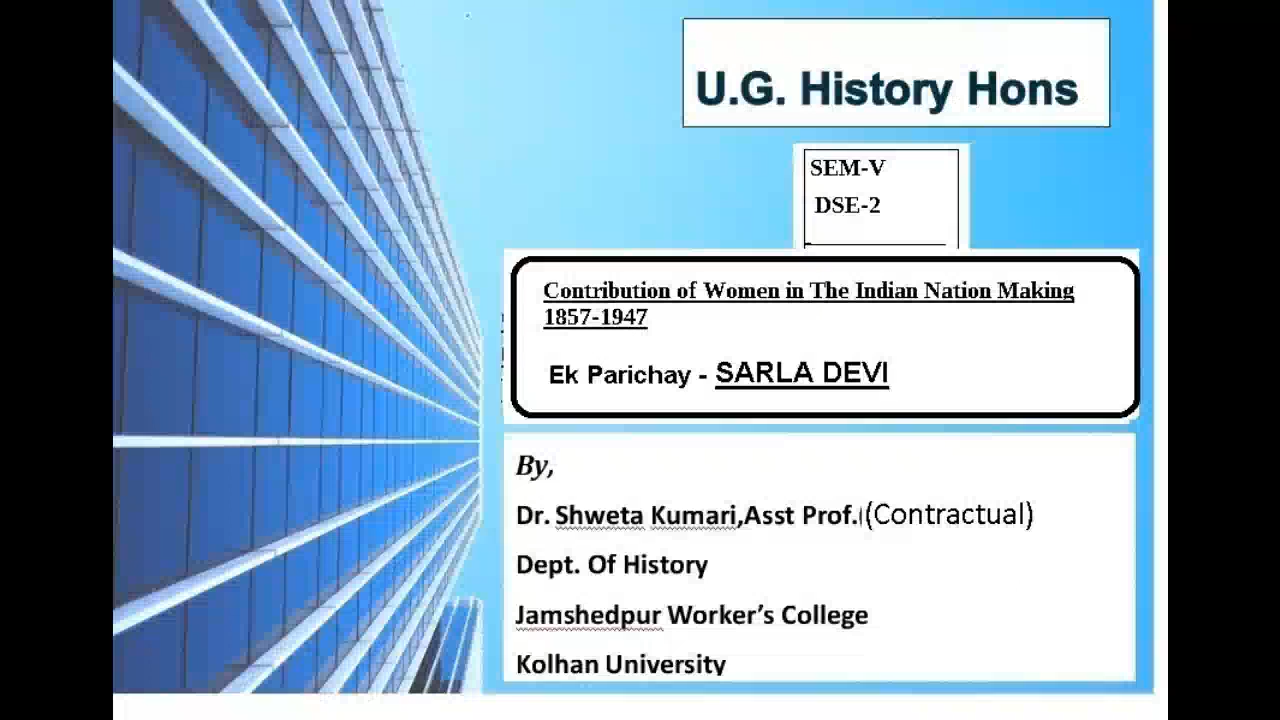 U.G. History Hons
SEM-V
DSE-2
Contribution of Women in The Indian Nation Making
1857-1947
Ek Parichay - SARLA DEVI
By,
Dr. Shweta Kumari,Asst Prof.(Contractual)
Dept. Of History
Jamshedpur Worker’s College
Kolhan University